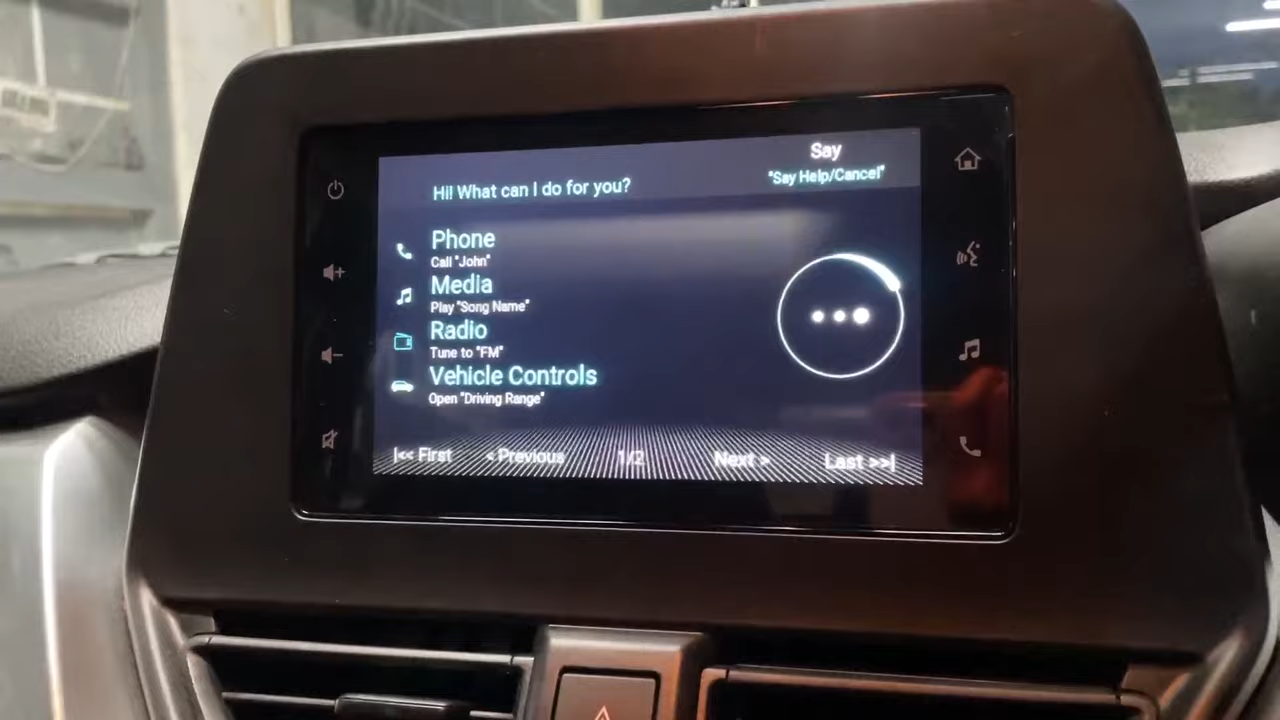 Hi! What can I do for you?
Say
"Say Help/Cancel"
Phone
Call "John"
Media
Play "Song Name"
Radio
Tune to "FM"
Vehicle Controls
Open "Driving Range"
|<< First < Previous 1/2 Next > Last >>|